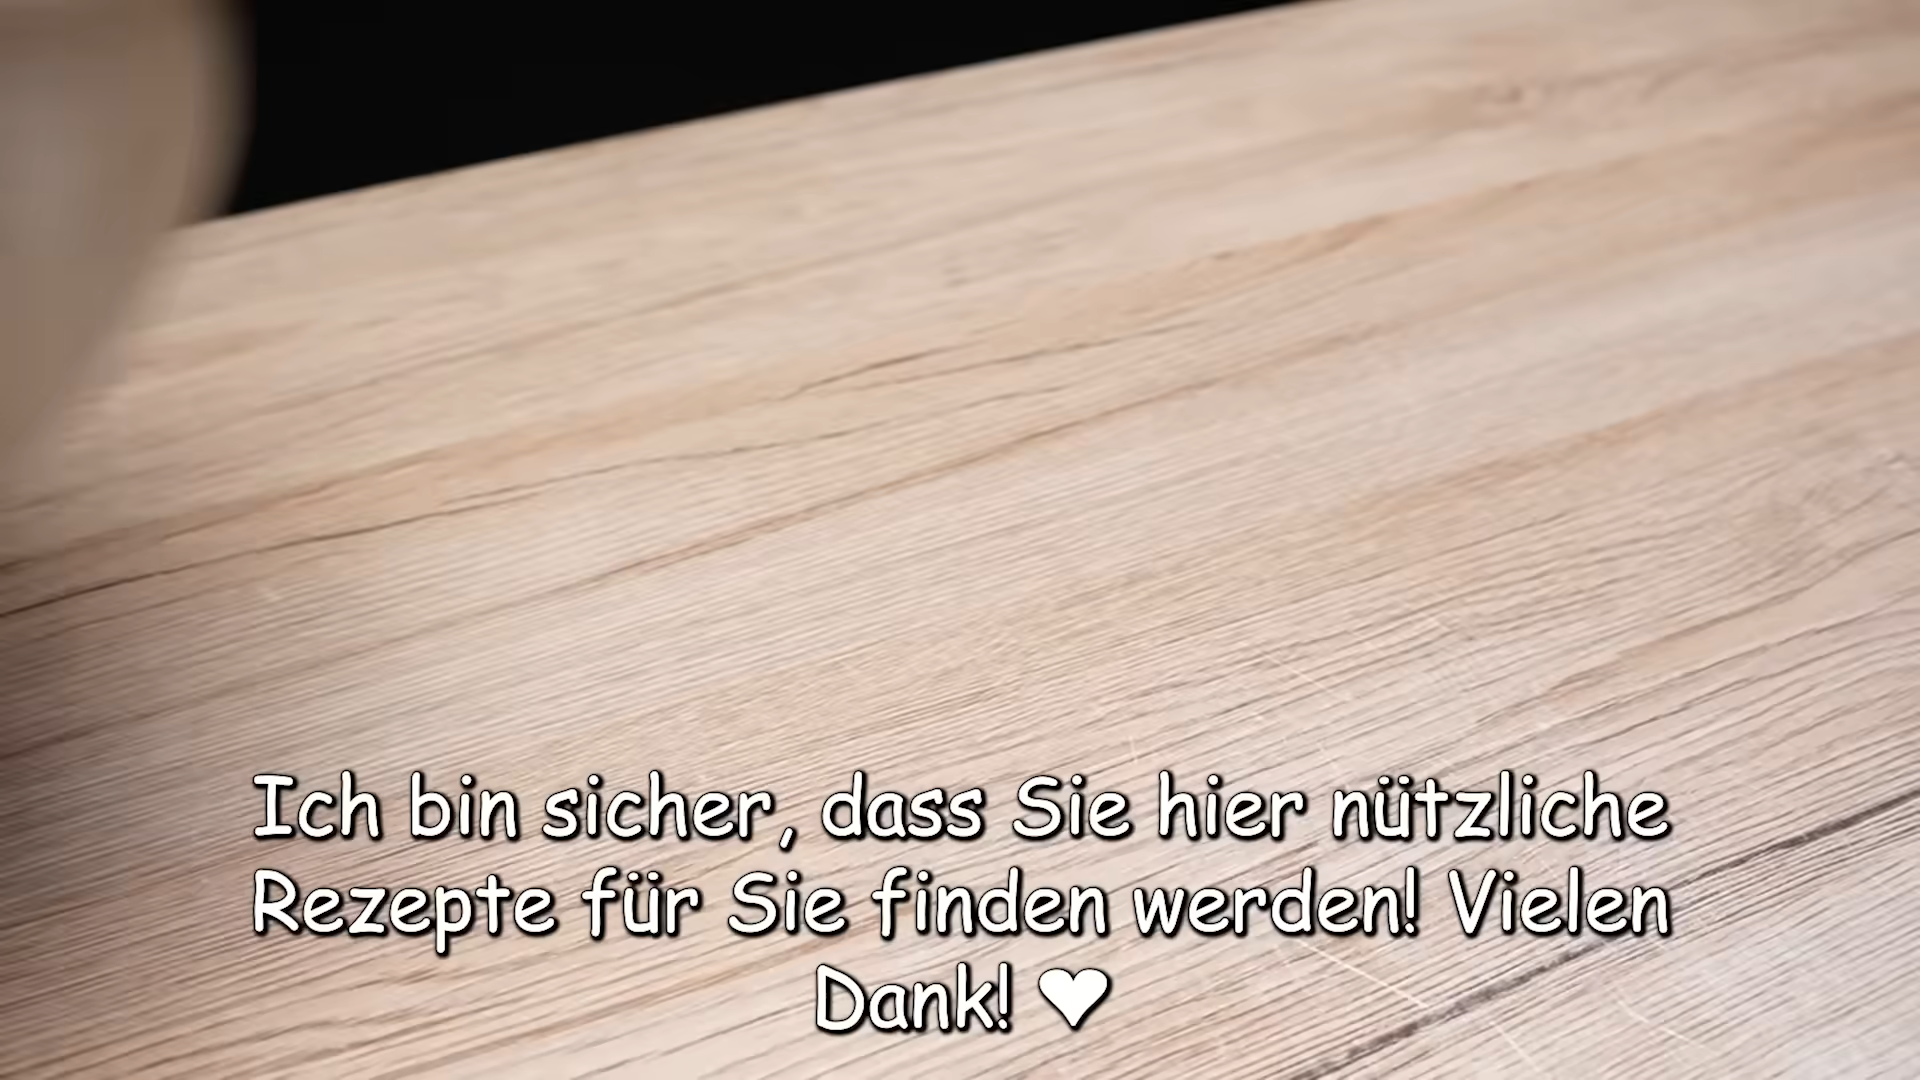 Ich bin sicher, dass Sie hier nützliche
Rezepte für Sie finden werden! Vielen
Dank! ♥